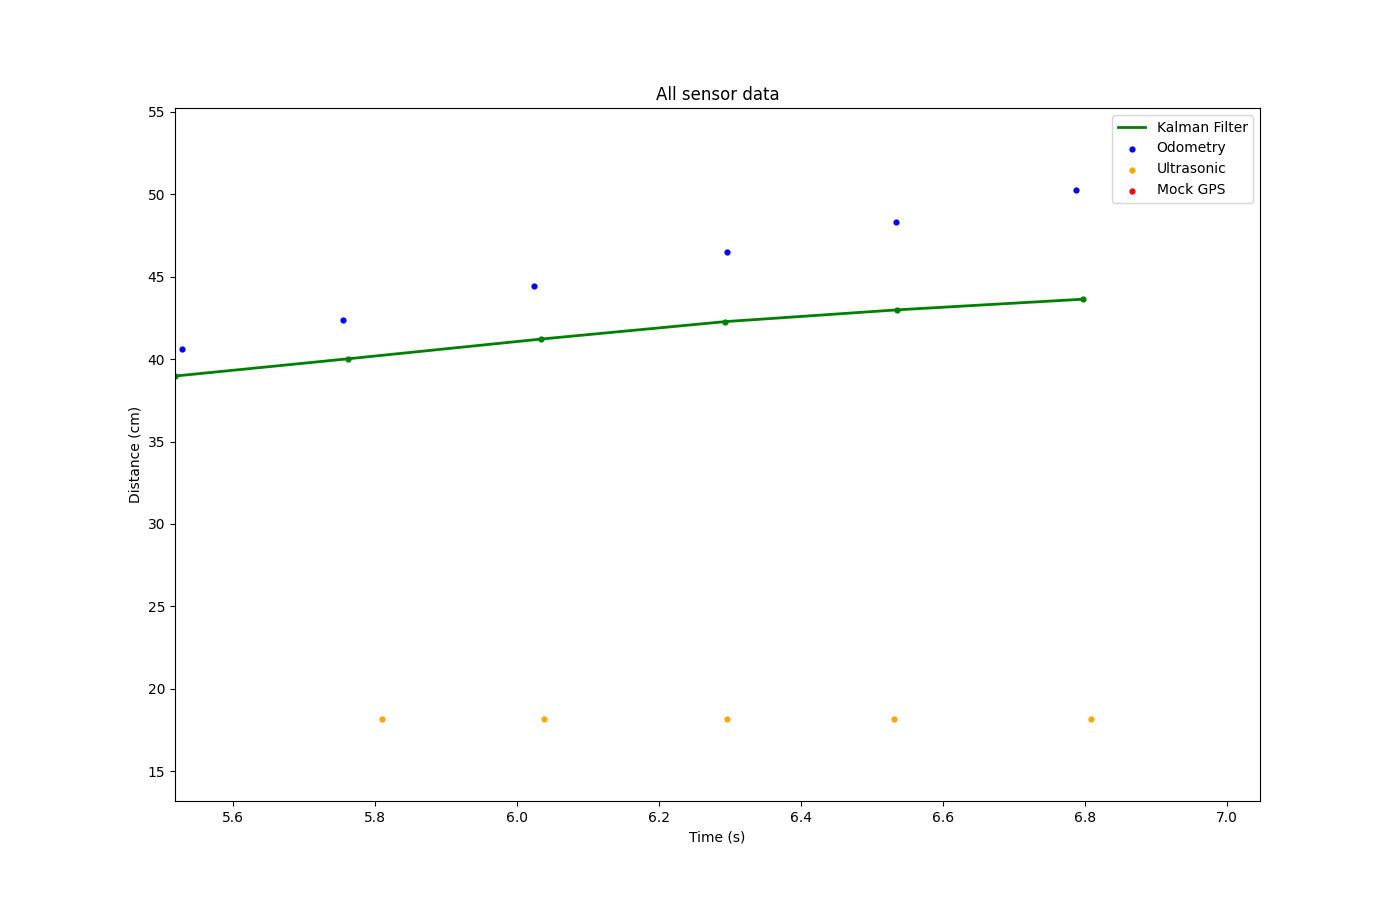 All sensor data
Kalman Filter
Odometry
Ultrasonic
Mock GPS
55
50
45
40
35
30
25
20
15
Distance (cm)
5.6 5.8 6.0 6.2 6.4 6.6 6.8 7.0
Time (s)